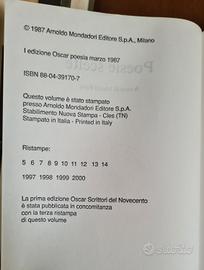 © 1987 Arnoldo Mondadori Editore S.p.A., Milano
I edizione Oscar poesia marzo 1987
ISBN 88-04-39170-7
Questo volume è stato stampato
presso Arnoldo Mondadori Editore S.p.A.
Stabilimento Nuova Stampa - Cles (TN)
Stampato in Italia - Printed in Italy
Ristampe:
5 6 7 8 9 10 11 12 13 14
1997 1998 1999 2000
La prima edizione Oscar Scrittori del Novecento
è stata pubblicata in concomitanza
con la terza ristampa
di questo volume
subito